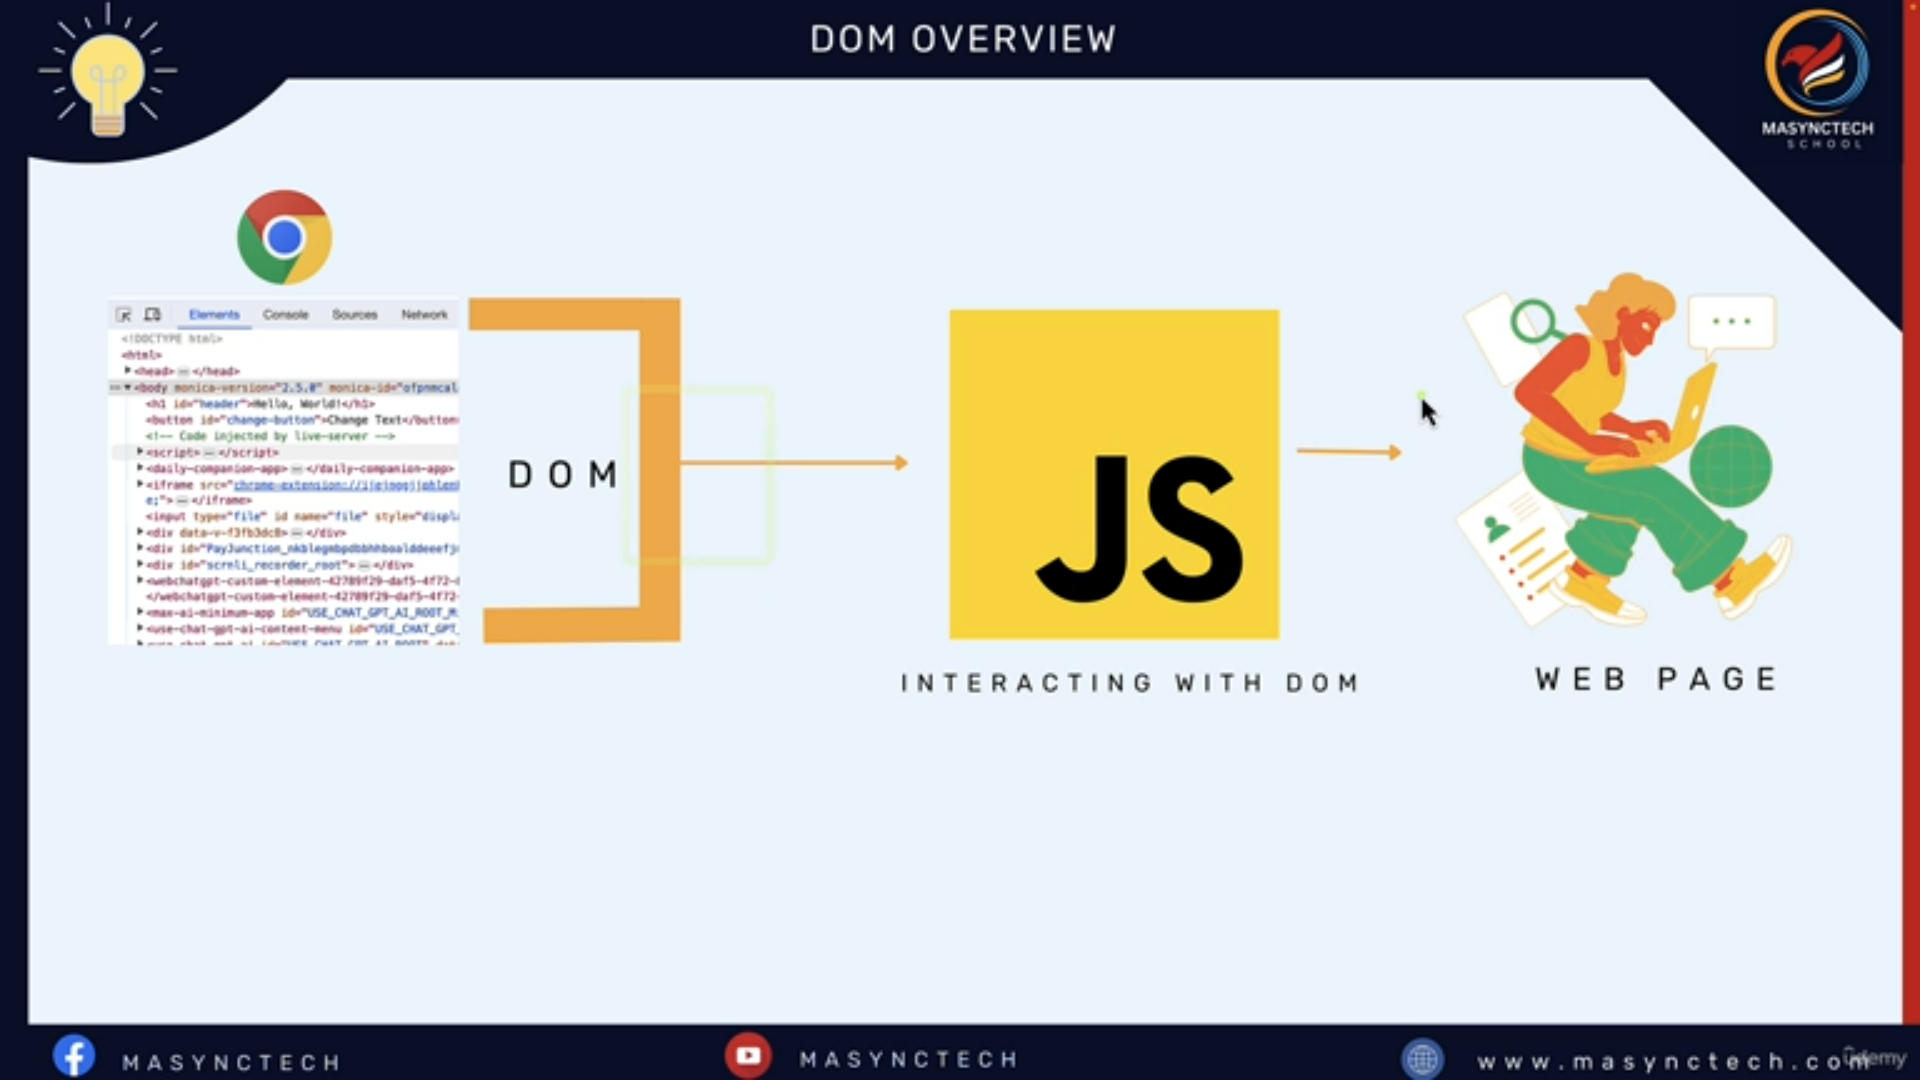 DOM OVERVIEW
MASYNCTECH
SCHOOL
Elements Console Sources Network
<!DOCTYPE html>
<html>
<head> </head>
<body monica-version="2.5.0" monica-id="ofpnmcal
<h1 id="header">Hello, World!</h1>
<button id="change-button">Change Text</button>
<!-- Code injected by live-server -->
<script> </script>
<daily-companion-app> </daily-companion-app>
<iframe src="chrome-extension://
e;"> </iframe>
<input type="file" id name="file" style="displa
<div data-v-f3fb3dc8> </div>
<div id="
<div id="scrnli_recorder_root"> </div>
<webchatgpt-custom-element-42789f29-daf5-4f72-
</webchatgpt-custom-element-42789f29-daf5-4f72-
<max-ai-minimum-app id="USE_CHAT_GPT_AI_ROOT_M
<use-chat-gpt-ai-content-menu id="USE_CHAT_GPT_
DOM
JS
INTERACTING WITH DOM
WEB PAGE
MASYNCTECH
MASYNCTECH
www.masynctech.com
Udemy